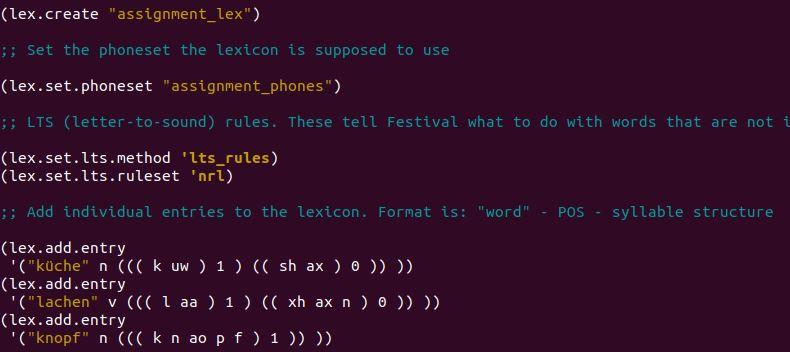 (lex.create "assignment_lex")
;; Set the phoneset the lexicon is supposed to use
(lex.set.phoneset "assignment_phones")
;; LTS (letter-to-sound) rules. These tell Festival what to do with words that are not i
(lex.set.lts.method 'lts_rules)
(lex.set.lts.ruleset 'nrl)
;; Add individual entries to the lexicon. Format is: "word" - POS - syllable structure
(lex.add.entry
'("küche" n ((( k uw ) 1 ) (( sh ax ) 0 )) ))
(lex.add.entry
'("lachen" v ((( l aa ) 1 ) (( xh ax n ) 0 )) ))
(lex.add.entry
'("knopf" n ((( k n ao p f ) 1 )) ))